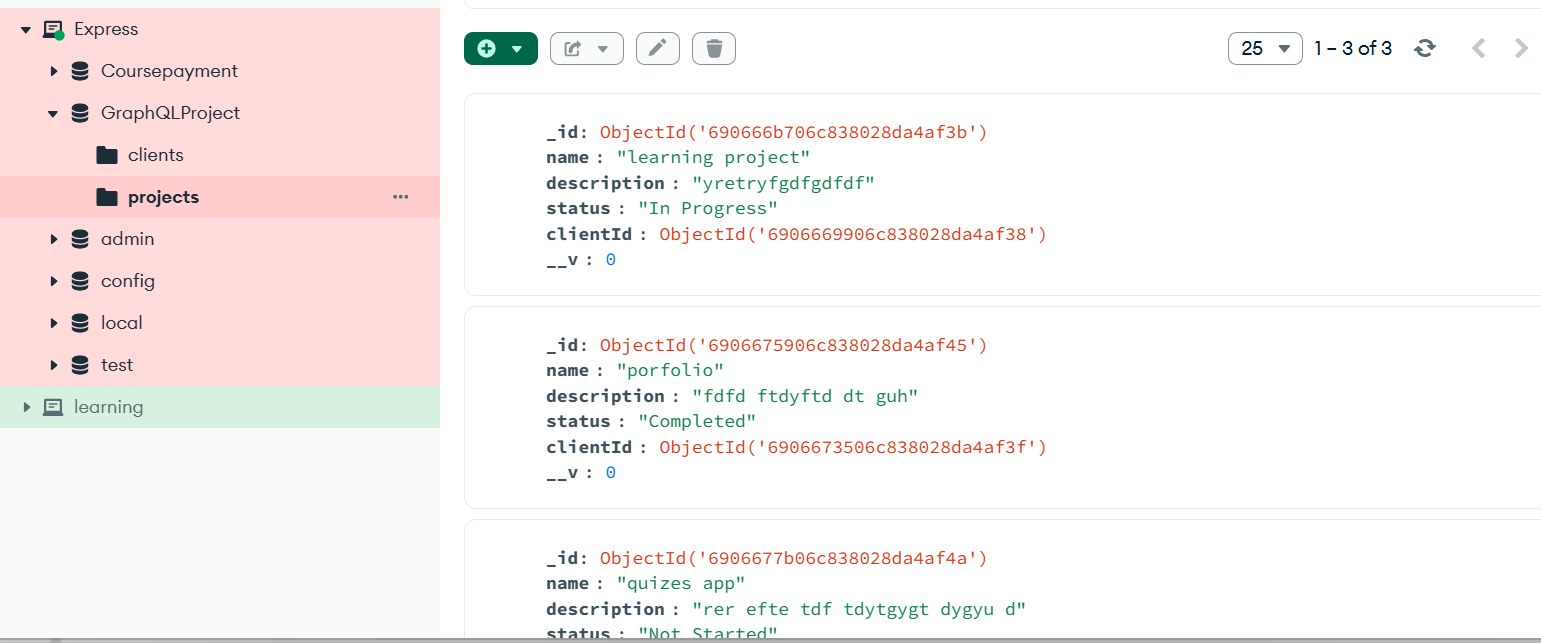 Express
Coursepayment
GraphQLProject
clients
projects
admin
config
local
test
learning
25 1 – 3 of 3
_id: ObjectId('690666b706c838028da4af3b')
name : "learning project"
description : "yretryfgdfgdfdf"
status : "In Progress"
clientId : ObjectId('6906669906c838028da4af38')
__v : 0
_id: ObjectId('6906675906c838028da4af45')
name : "porfolio"
description : "fdfd ftdyftd dt guh"
status : "Completed"
clientId : ObjectId('6906673506c838028da4af3f')
__v : 0
_id: ObjectId('6906677b06c838028da4af4a')
name : "quizes app"
description : "rer efte tdf tdytgygt dygyu d"
status : "Not Started"